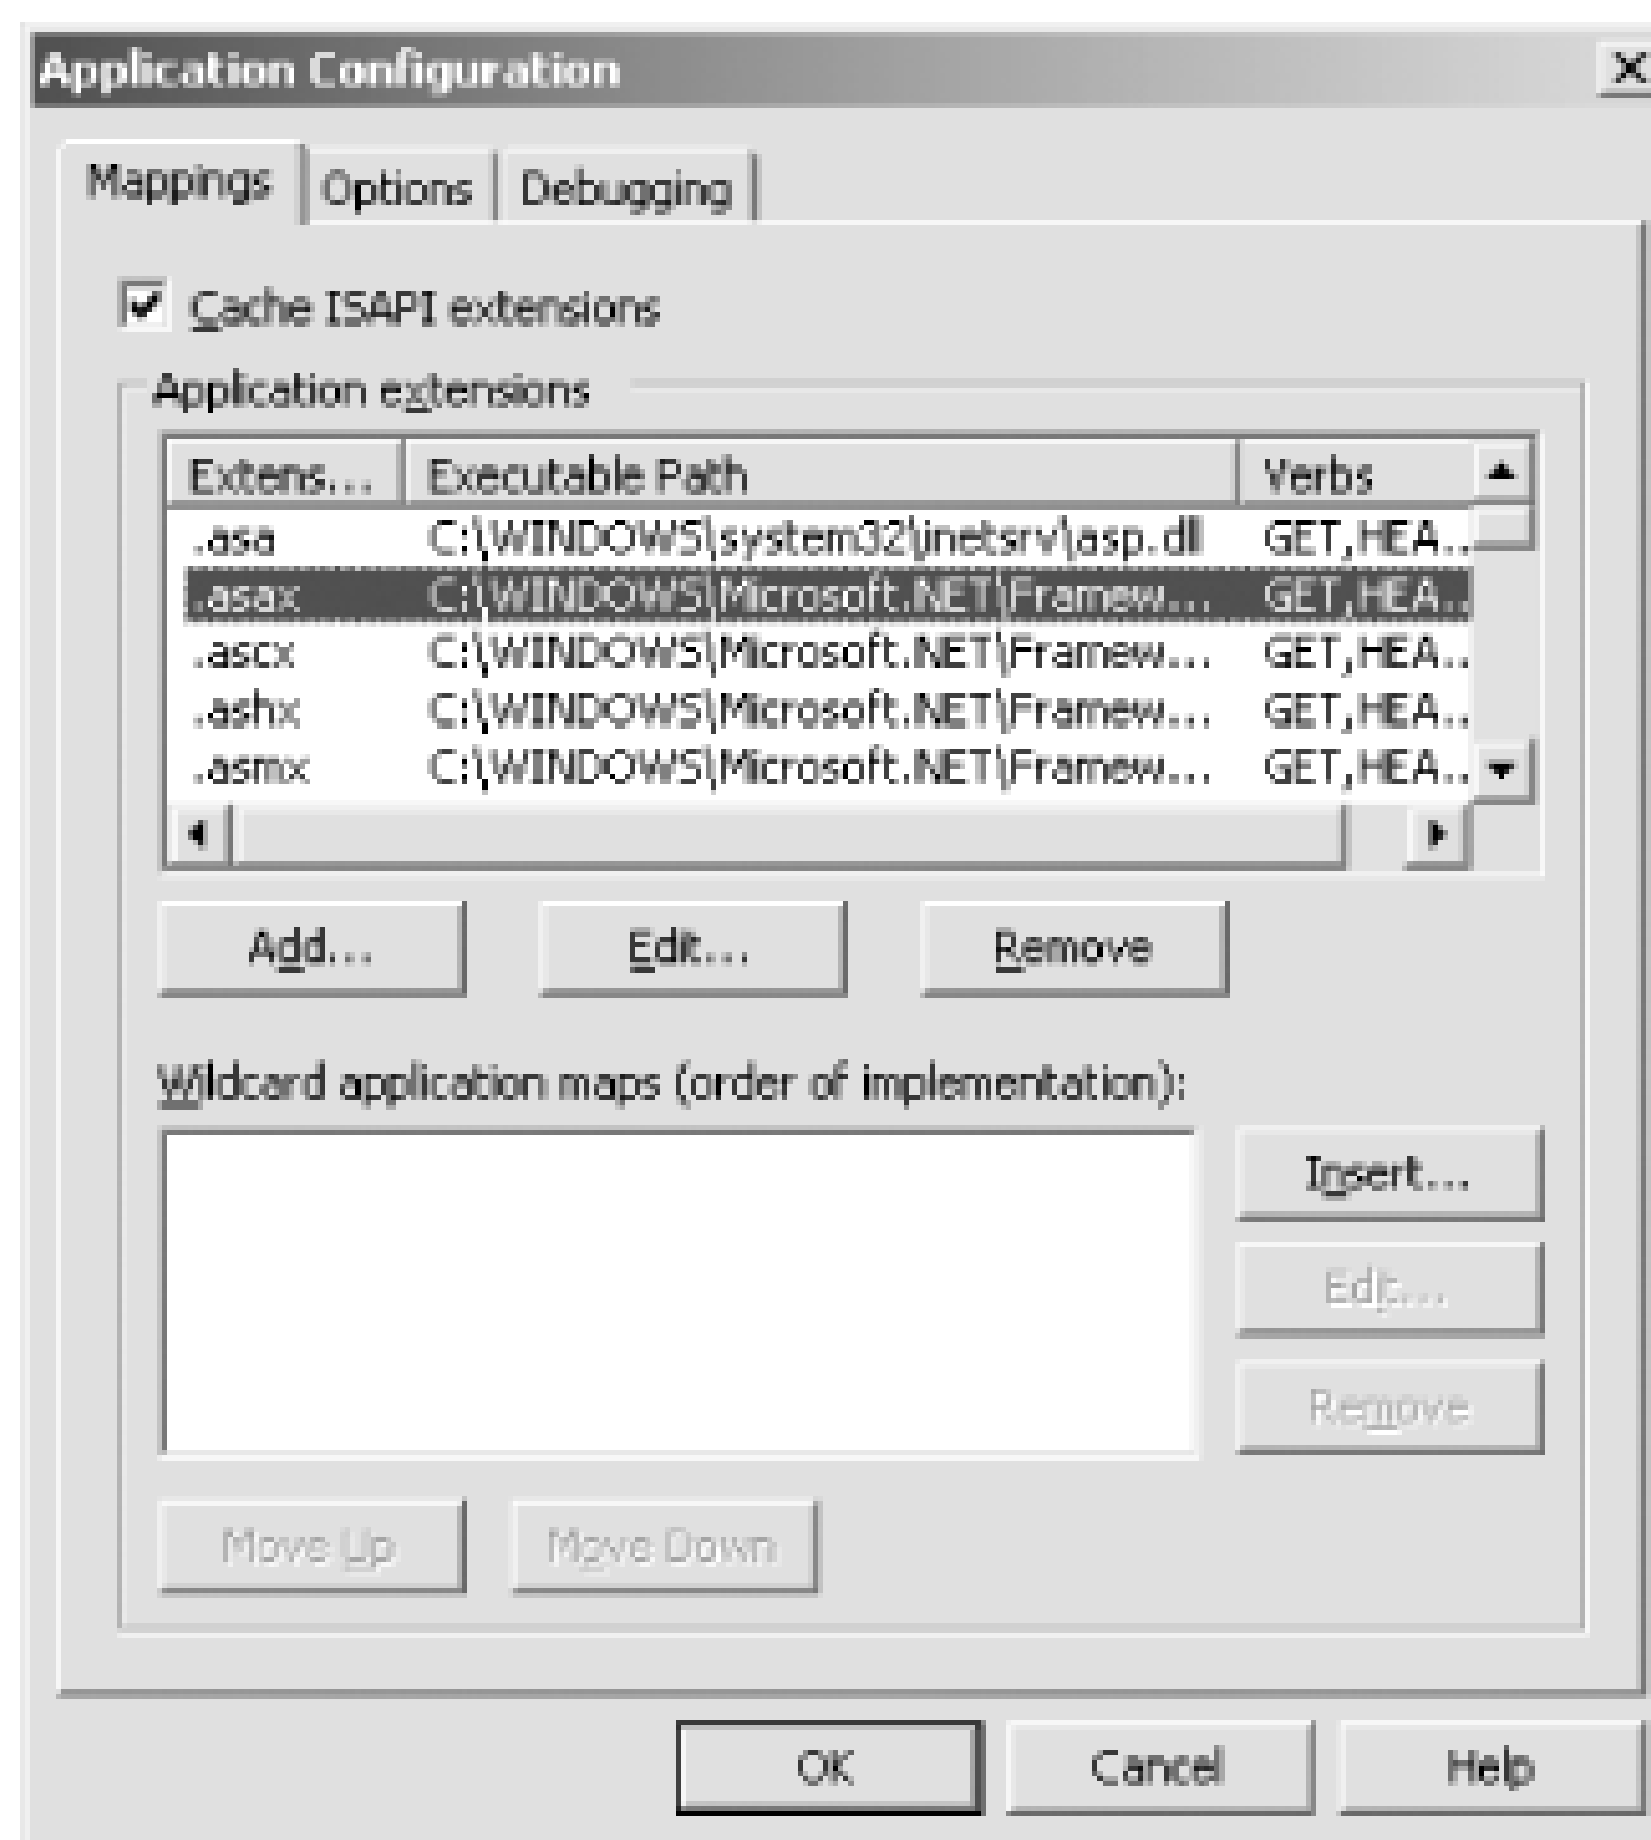 Application Configuration
Mappings Options Debugging
Cache ISAPI extensions
Application extensions
Extens... Executable Path Verbs
.asa C:\WINDOWS\system32\inetsrv\asp.dll GET,HEA...
.asax C:\WINDOWS\Microsoft.NET\Framew... GET,HEA...
.ascx C:\WINDOWS\Microsoft.NET\Framew... GET,HEA...
.ashx C:\WINDOWS\Microsoft.NET\Framew... GET,HEA...
.asmx C:\WINDOWS\Microsoft.NET\Framew... GET,HEA...
Add... Edit... Remove
Wildcard application maps (order of implementation):
Insert...
Edit...
Remove
Move Up Move Down
OK Cancel Help